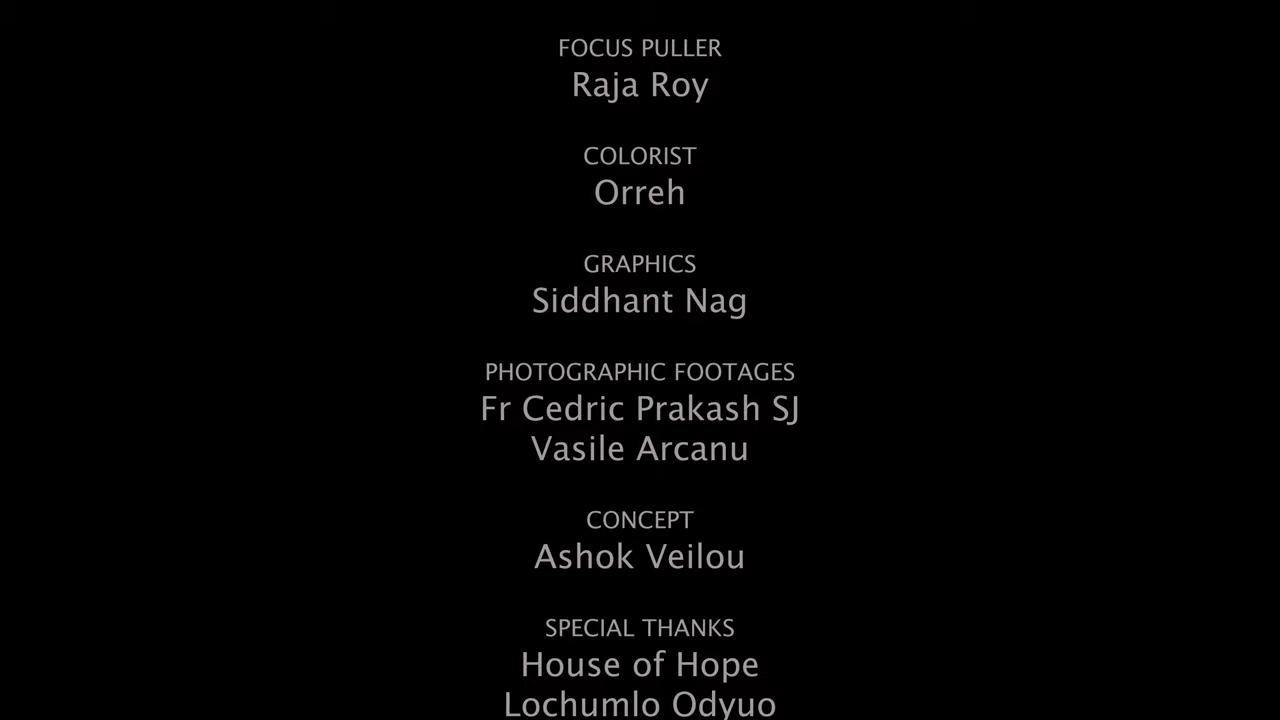 FOCUS PULLER
Raja Roy
COLORIST
Orreh
GRAPHICS
Siddhant Nag
PHOTOGRAPHIC FOOTAGES
Fr Cedric Prakash SJ
Vasile Arcanu
CONCEPT
Ashok Veilou
SPECIAL THANKS
House of Hope
Lochumlo Odyuo